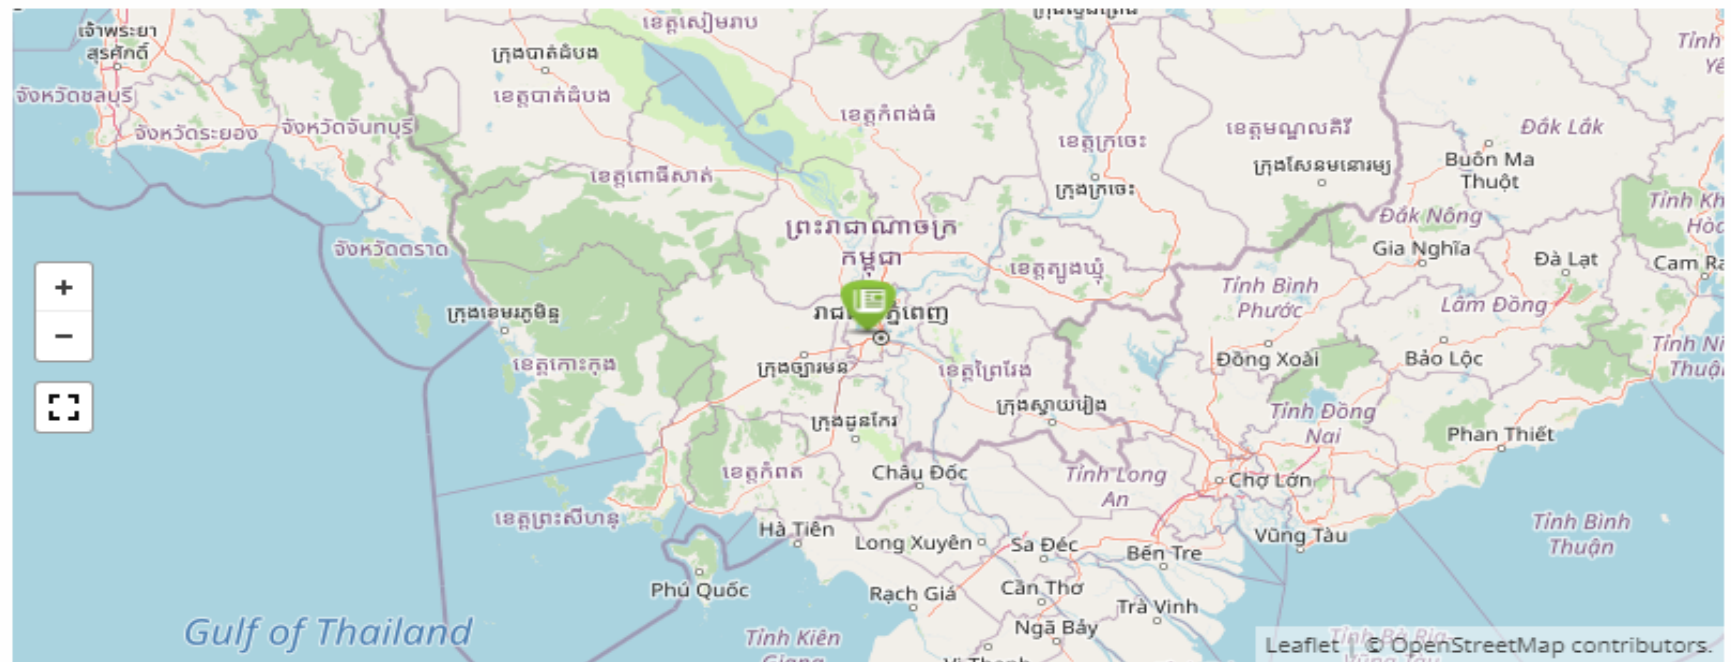 ខេត្តសៀមរាប
เจ้าพระยา
สุรศักดิ์
ក្រុងបាត់ដំបង
จังหวัดชลบุรี
ខេត្តបាត់ដំបង
ខេត្តកំពង់ធំ
จังหวัดระยอง
จังหวัดจันทบุรี
ខេត្តក្រចេះ
ខេត្តមណ្ឌលគិរី
Đắk Lắk
Buôn Ma
Thuột
ក្រុងសែនមនោរម្យ
ខេត្តពោធិ៍សាត់
ក្រុងក្រចេះ
Đắk Nông
ព្រះរាជាណាចក្រ
កម្ពុជា
จังหวัดตราด
Gia Nghĩa
Đà Lạt
ខេត្តត្បូងឃ្មុំ
Tỉnh Bình
Phước
Lâm Đồng
+
−
ក្រុងខេមរភូមិន្ទ
ខេត្តកោះកុង
ក្រុងច្បារមន
ខេត្តព្រៃវែង
Đồng Xoài
Bảo Lộc
ក្រុងស្វាយរៀង
Tỉnh Đồng
Nai
ក្រុងដូនកែវ
Phan Thiết
ខេត្តកំពត
Châu Đốc
Tỉnh Long
An
Chợ Lớn
ខេត្តព្រះសីហនុ
Hà Tiên
Long Xuyên
Sa Đéc
Bến Tre
Vũng Tàu
Tỉnh Bình
Thuận
Phú Quốc
Rạch Giá
Cần Thơ
Trà Vinh
Gulf of Thailand
Tỉnh Kiên
Giang
Ngã Bảy
Leaflet | © OpenStreetMap contributors.